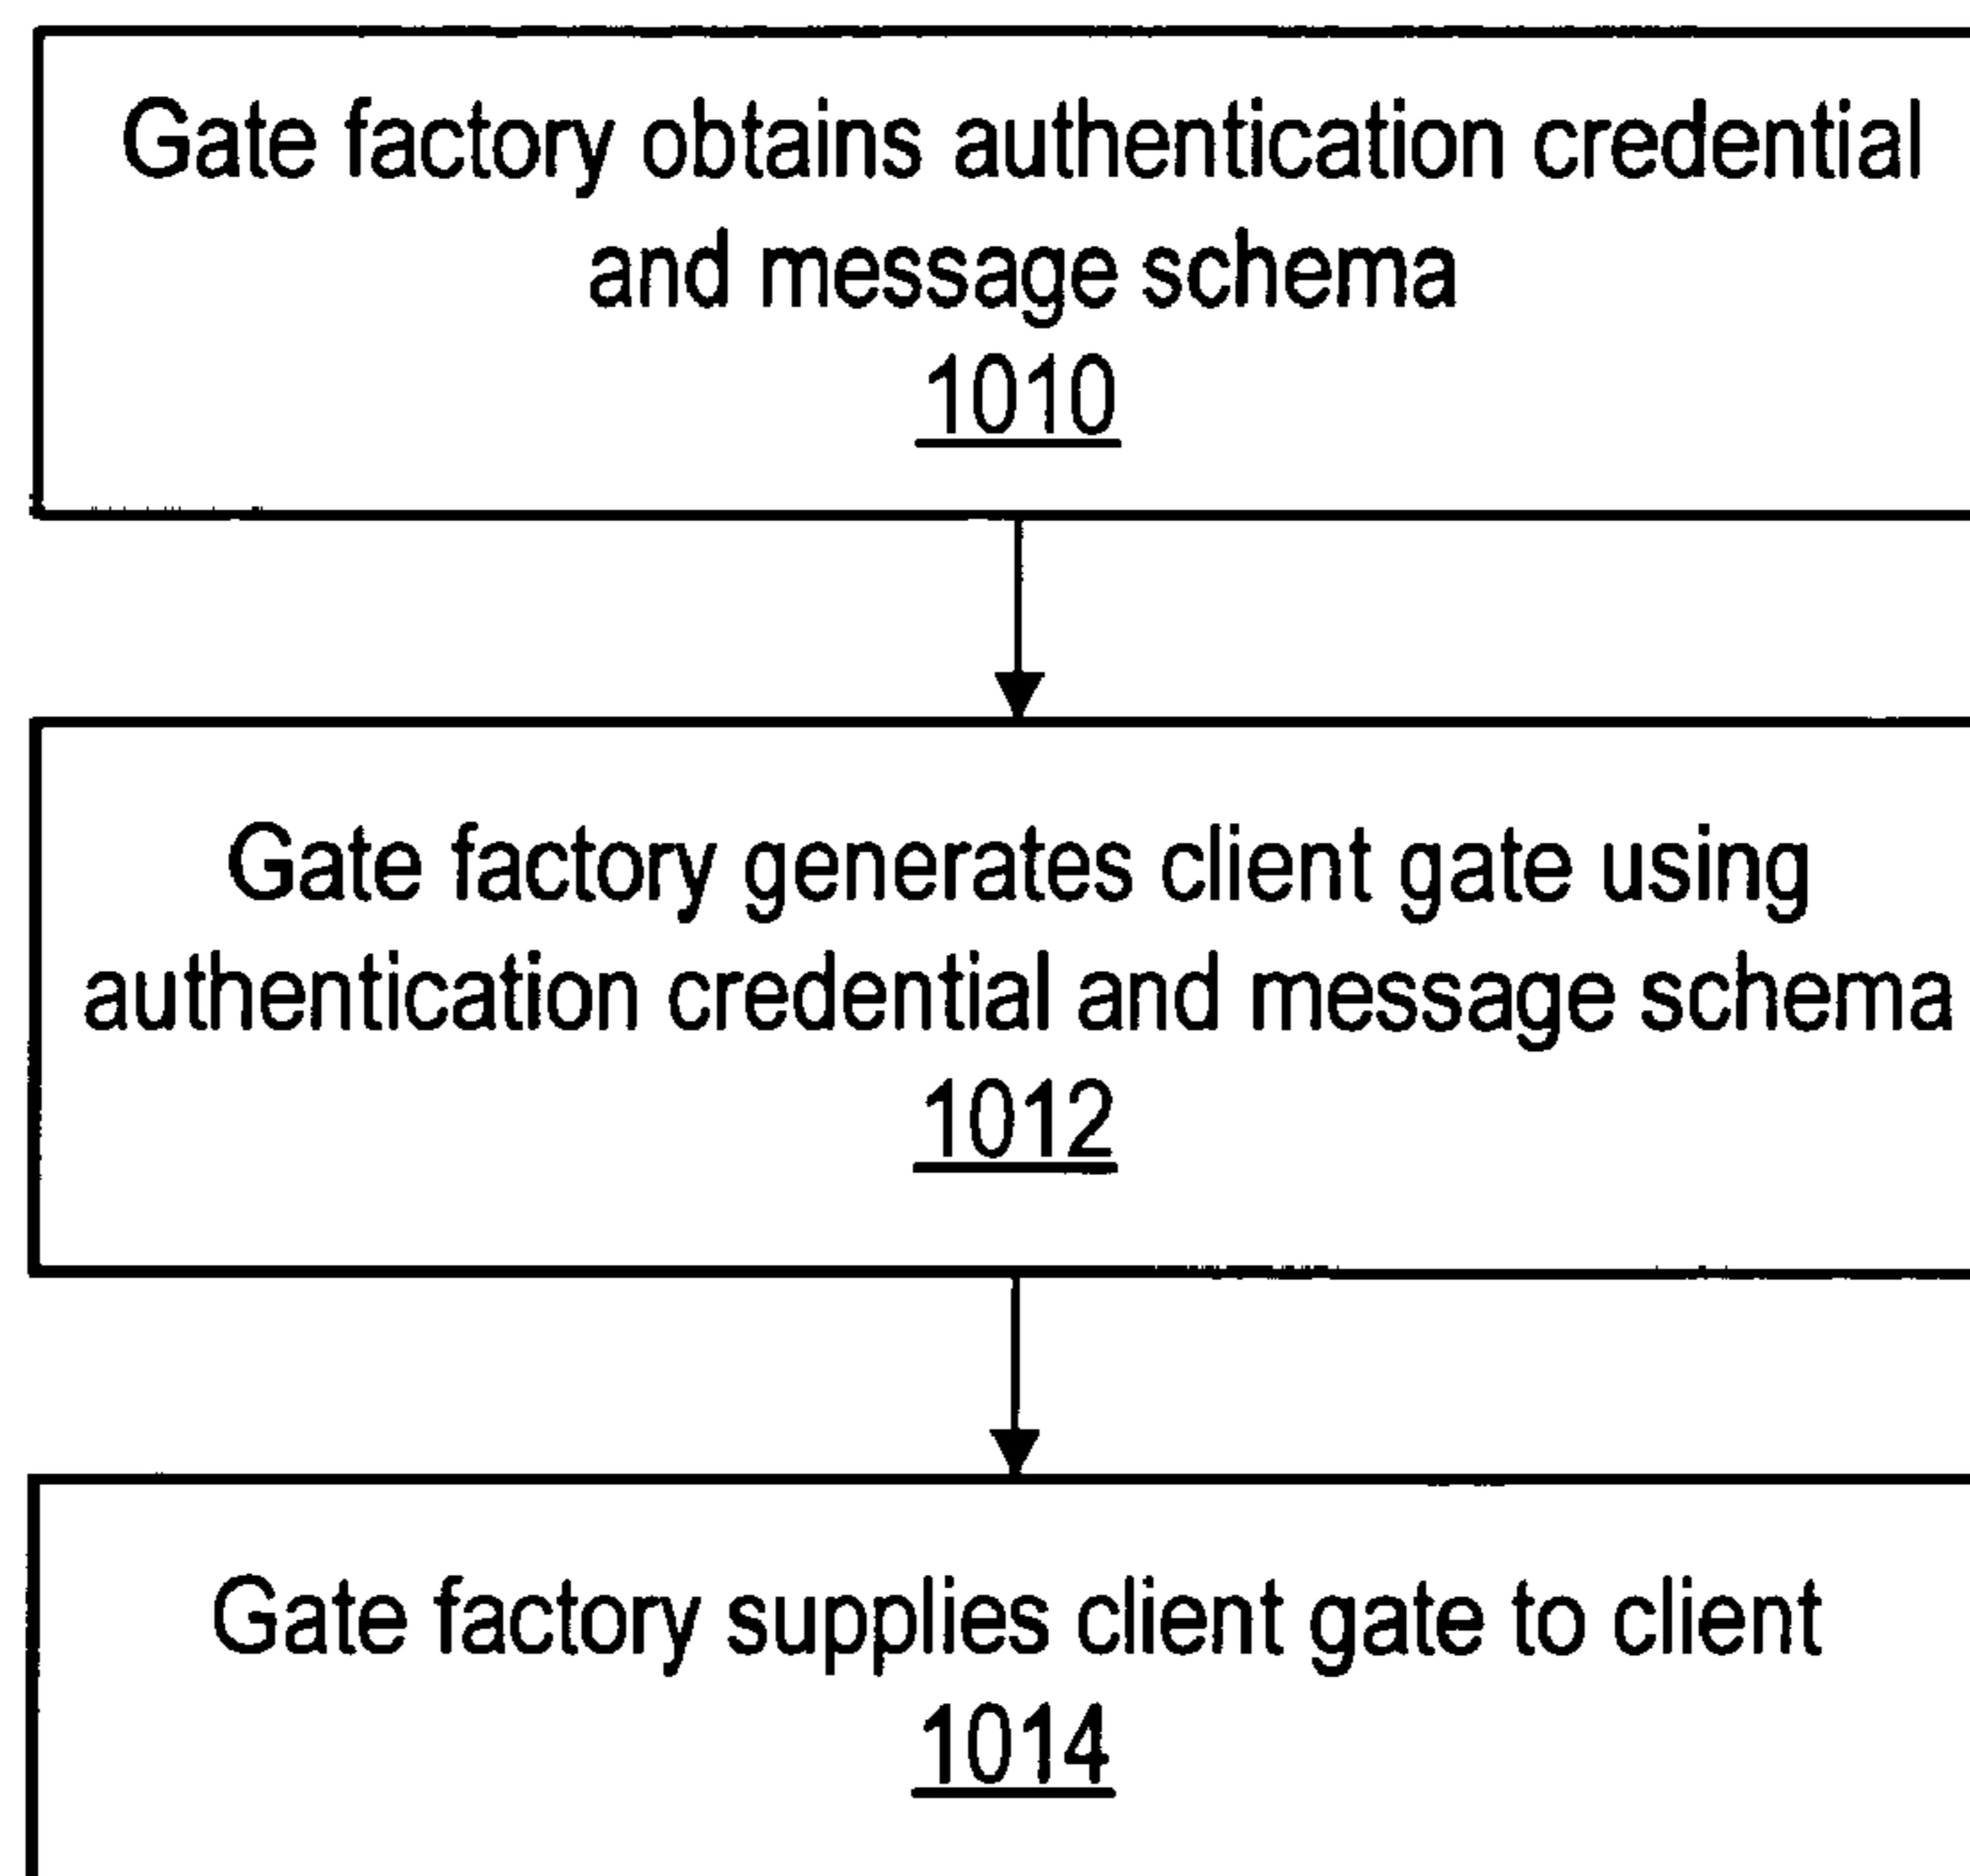 Gate factory obtains authentication credential
and message schema
1010
Gate factory generates client gate using
authentication credential and message schema
1012
Gate factory supplies client gate to client
1014